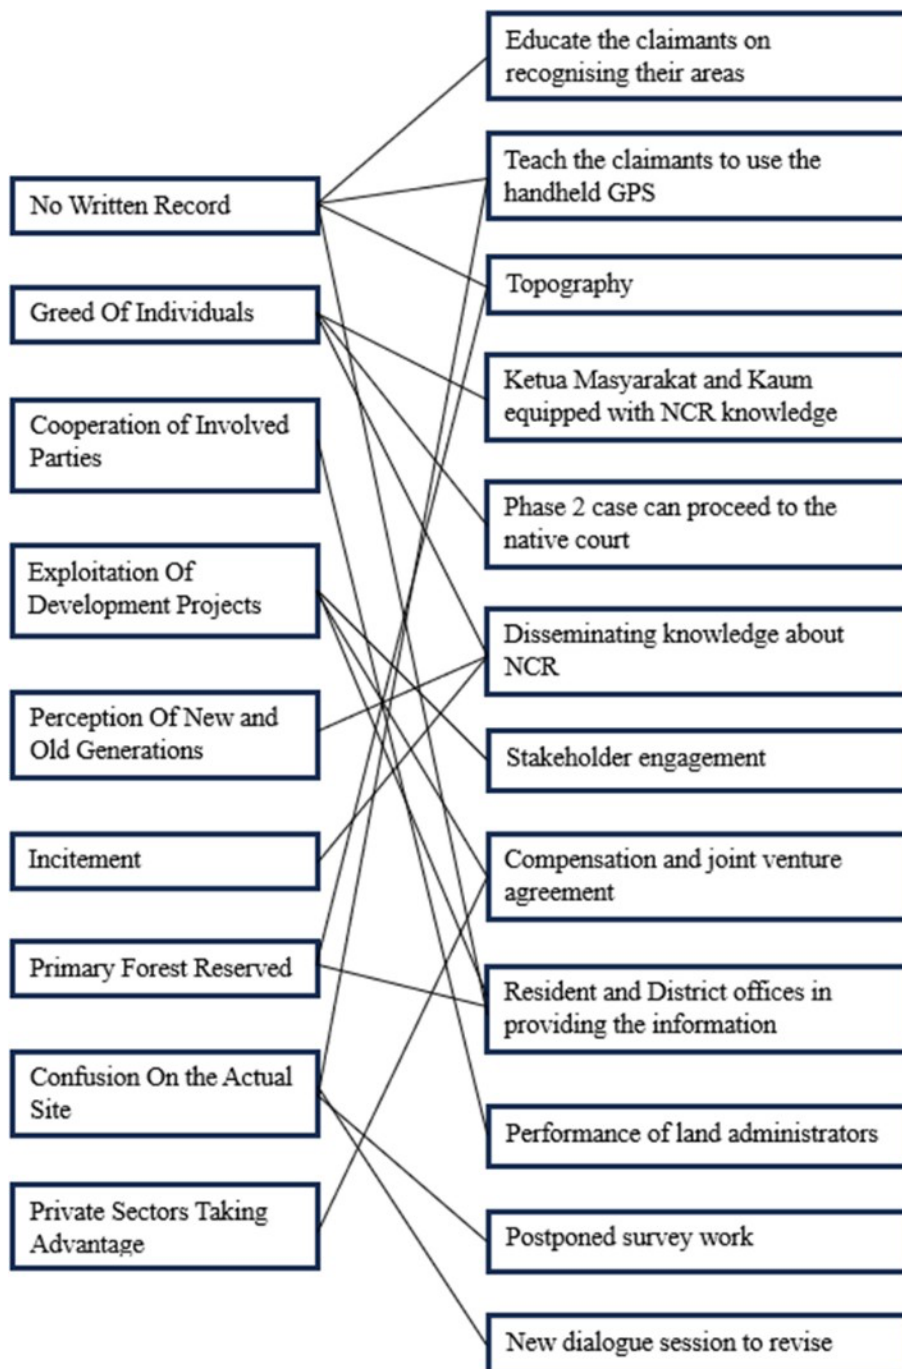 No Written Record
Greed Of Individuals
Cooperation of Involved
Parties
Exploitation Of
Development Projects
Perception Of New and
Old Generations
Incitement
Primary Forest Reserved
Confusion On the Actual
Site
Private Sectors Taking
Advantage
Educate the claimants on
recognising their areas
Teach the claimants to use the
handheld GPS
Topography
Ketua Masyarakat and Kaum
equipped with NCR knowledge
Phase 2 case can proceed to the
native court
Disseminating knowledge about
NCR
Stakeholder engagement
Compensation and joint venture
agreement
Resident and District offices in
providing the information
Performance of land administrators
Postponed survey work
New dialogue session to revise